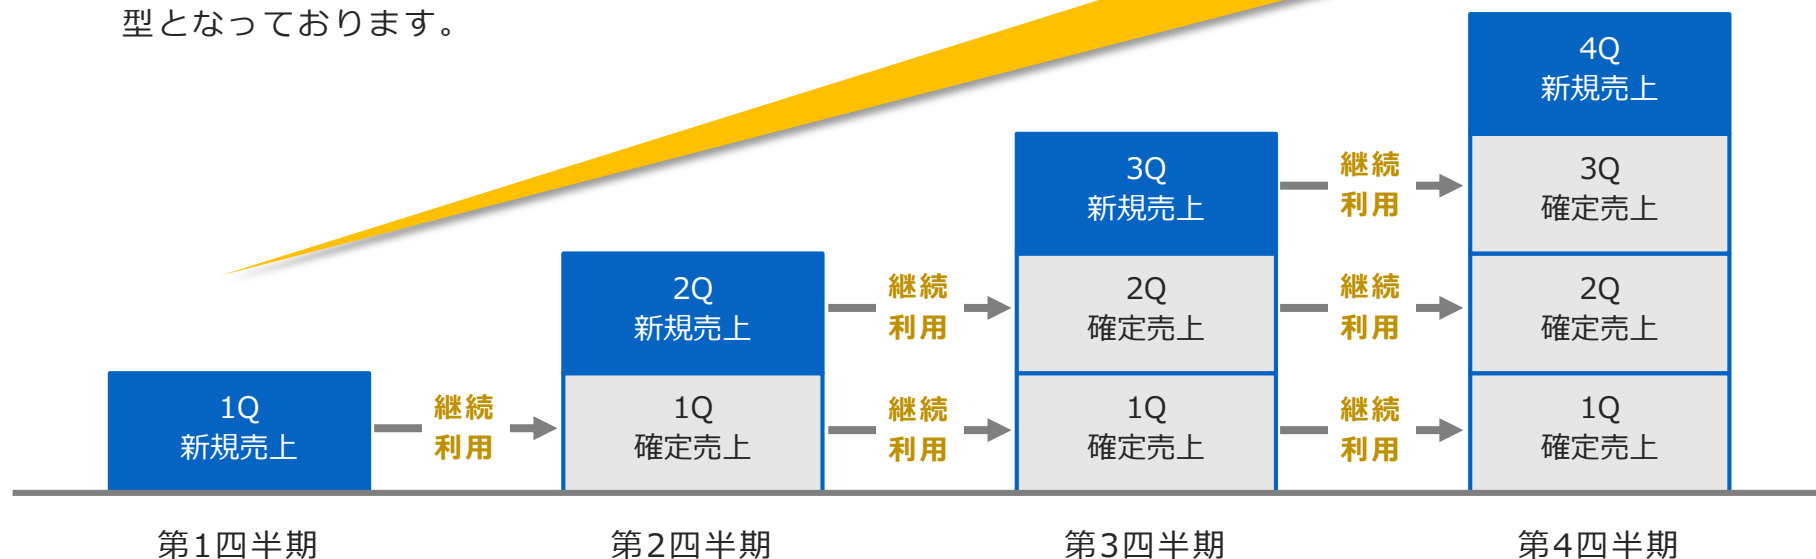 型となっております。
4Q
新規売上
3Q
新規売上
継続
利用
3Q
確定売上
2Q
新規売上
継続
利用
2Q
確定売上
継続
利用
2Q
確定売上
1Q
新規売上
継続
利用
1Q
確定売上
継続
利用
1Q
確定売上
継続
利用
1Q
確定売上
第1四半期
第2四半期
第3四半期
第4四半期